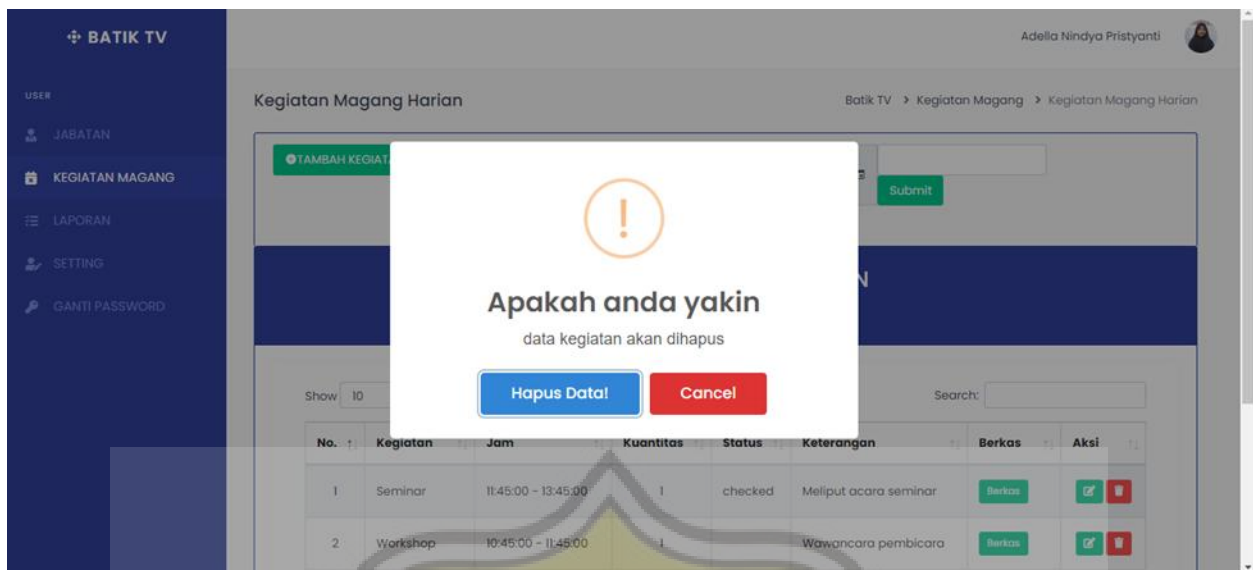 BATIK TV
Adella Nindya Pristyanti
USER
JABATAN
KEGIATAN MAGANG
LAPORAN
SETTING
GANTI PASSWORD
Kegiatan Magang Harian
Batik TV > Kegiatan Magang > Kegiatan Magang Harian
TAMBAH KEGIAT
Submit
N
Apakah anda yakin
data kegiatan akan dihapus
Hapus Data! Cancel
Show 10 Search:
No. Kegiatan Jam Kuantitas Status Keterangan Berkas Aksi
1 Seminar 11:45:00 - 13:45:00 1 checked Meliput acara seminar Berkas
2 Workshop 10:45:00 - 11:45:00 1 Wawancara pembicara Berkas